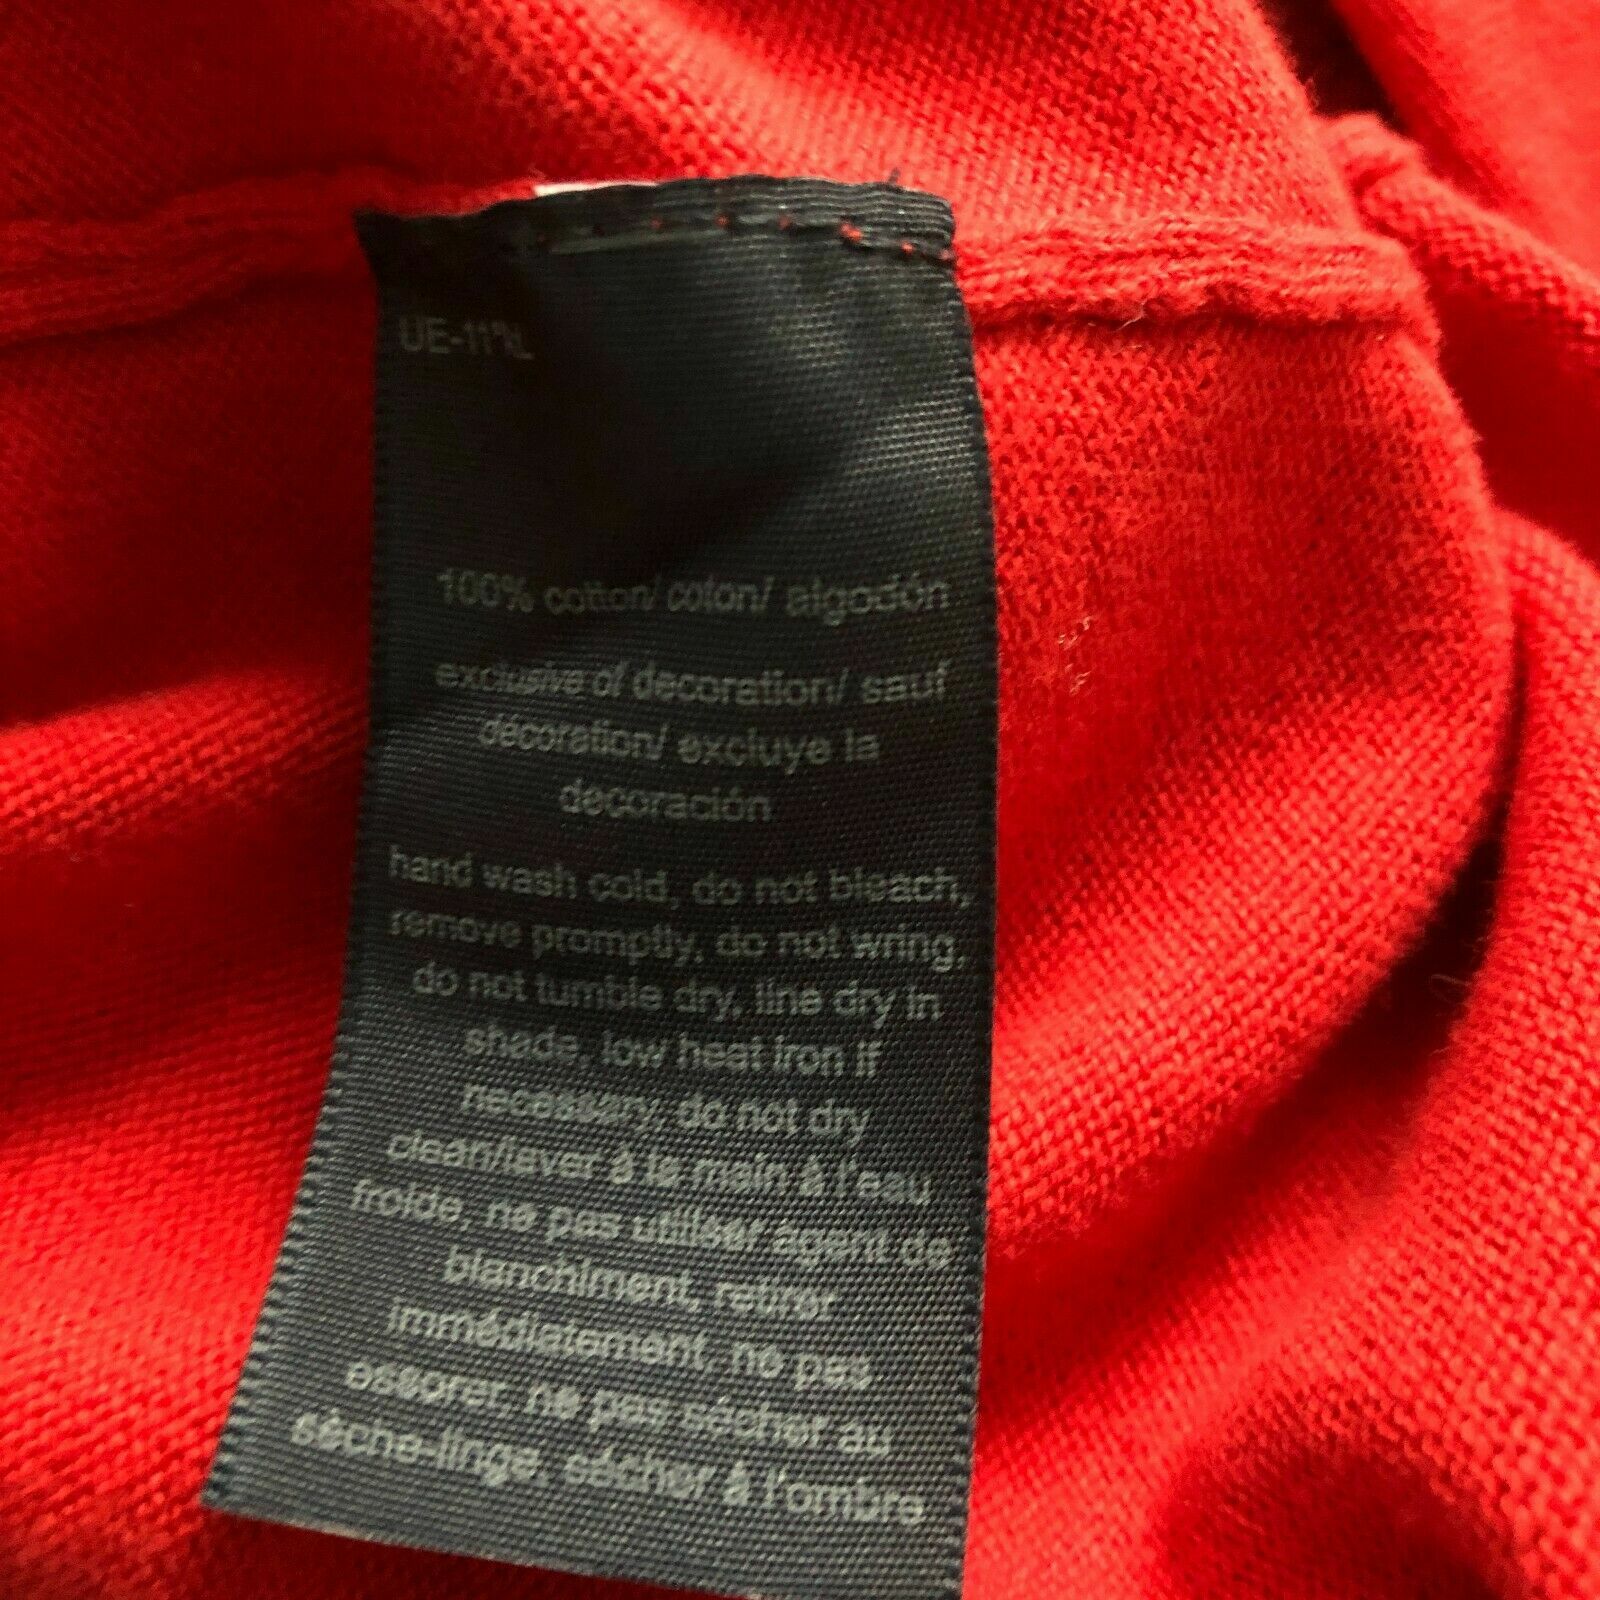 100% cotton/ coton/ algodón
exclusive of decoration/ sauf
décoration/ excluye la
decoración
hand wash cold, do not bleach,
remove promptly, do not wring,
do not tumble dry, line dry in
shade, low heat iron if
necessary, do not dry
clean/laver à la main à l'eau
froide, ne pas utiliser agent de
blanchiment, retirer
immédiatement, ne pas
essorer, ne pas sécher au
sèche-linge, sécher à l'ombre